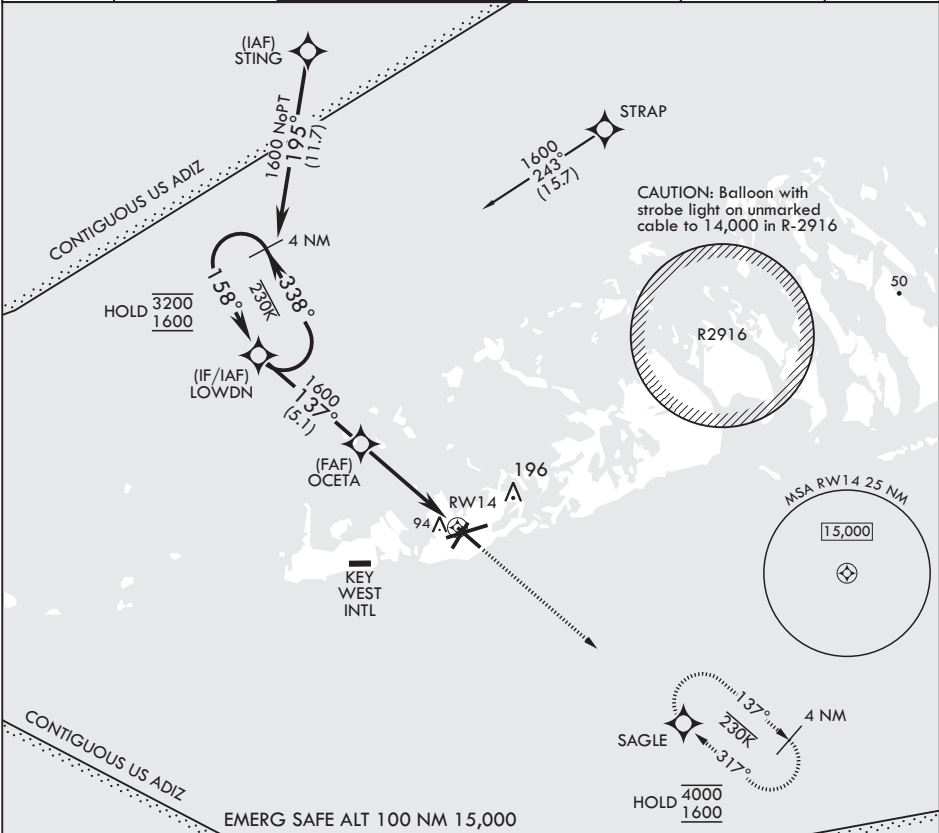 (IAF)
STING
1600 NoPT
195°
(11.7)
CONTIGUOUS US ADIZ
STRAP
1600
243°
(15.7)
CAUTION: Balloon with
strobe light on unmarked
cable to 14,000 in R-2916
4 NM
158°
230K
338°
HOLD 3200
1600
50
R2916
(IF/IAF)
LOWDN
1600
137°
(5.1)
(FAF)
OCETA
196
RW14
94
MSA RW14 25 NM
15,000
KEY
WEST
INTL
137°
4 NM
230K
SAGLE
317°
CONTIGUOUS US ADIZ
HOLD 4000
1600
EMERG SAFE ALT 100 NM 15,000